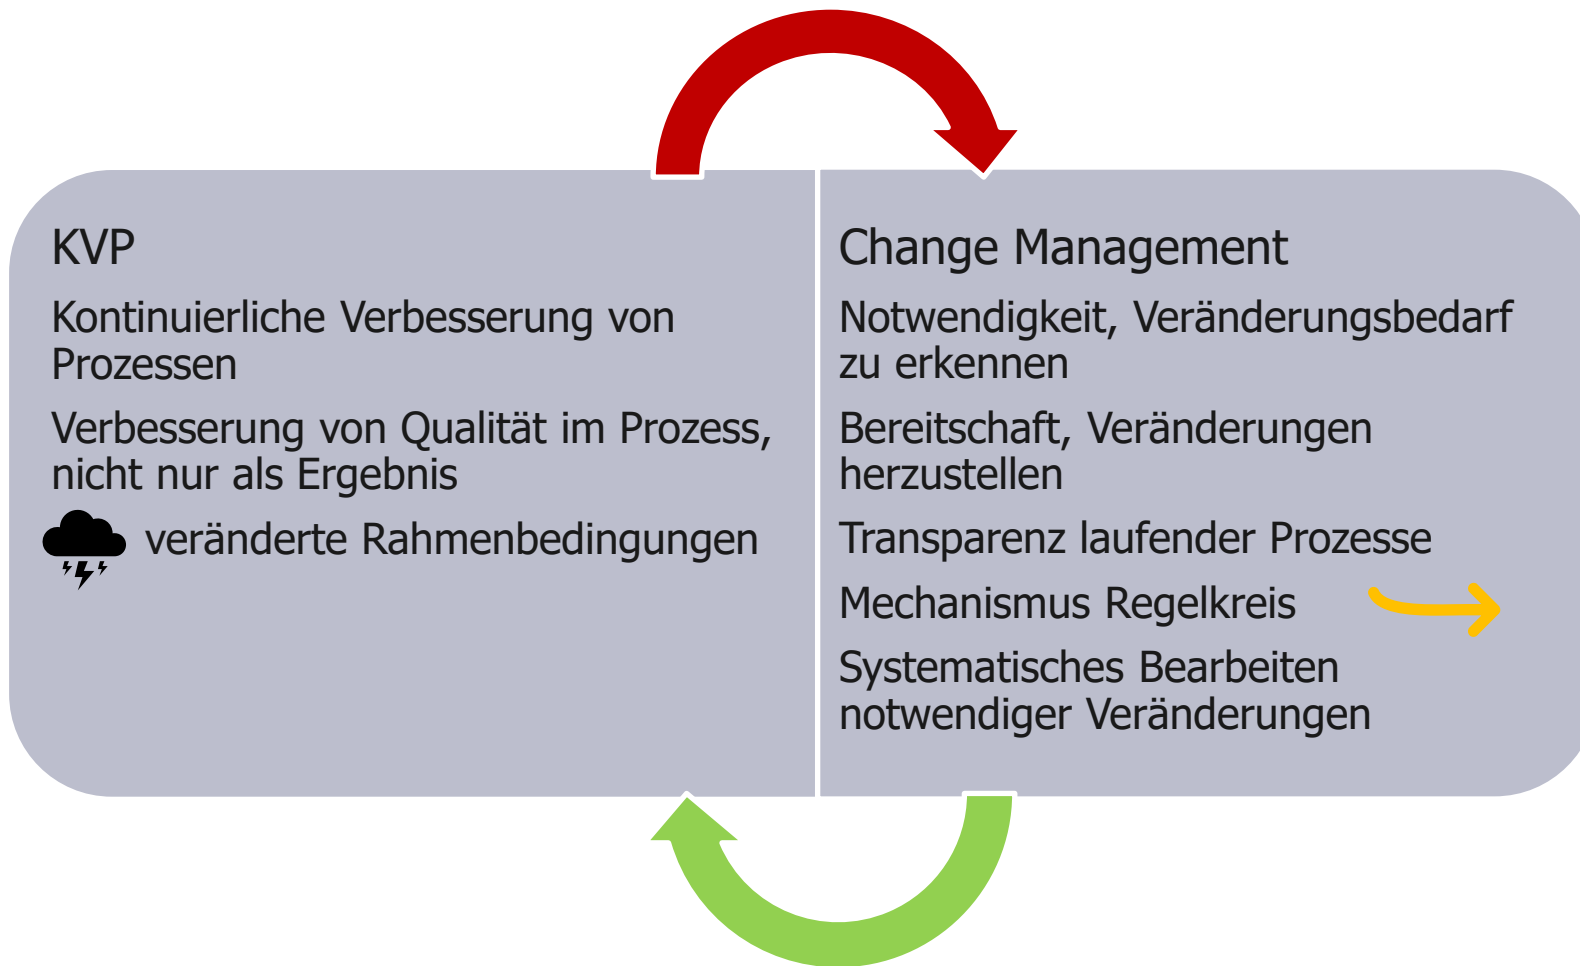 KVP
Kontinuierliche Verbesserung von
Prozessen
Verbesserung von Qualität im Prozess,
nicht nur als Ergebnis
veränderte Rahmenbedingungen
Change Management
Notwendigkeit, Veränderungsbedarf
zu erkennen
Bereitschaft, Veränderungen
herzustellen
Transparenz laufender Prozesse
Mechanismus Regelkreis
Systematisches Bearbeiten
notwendiger Veränderungen